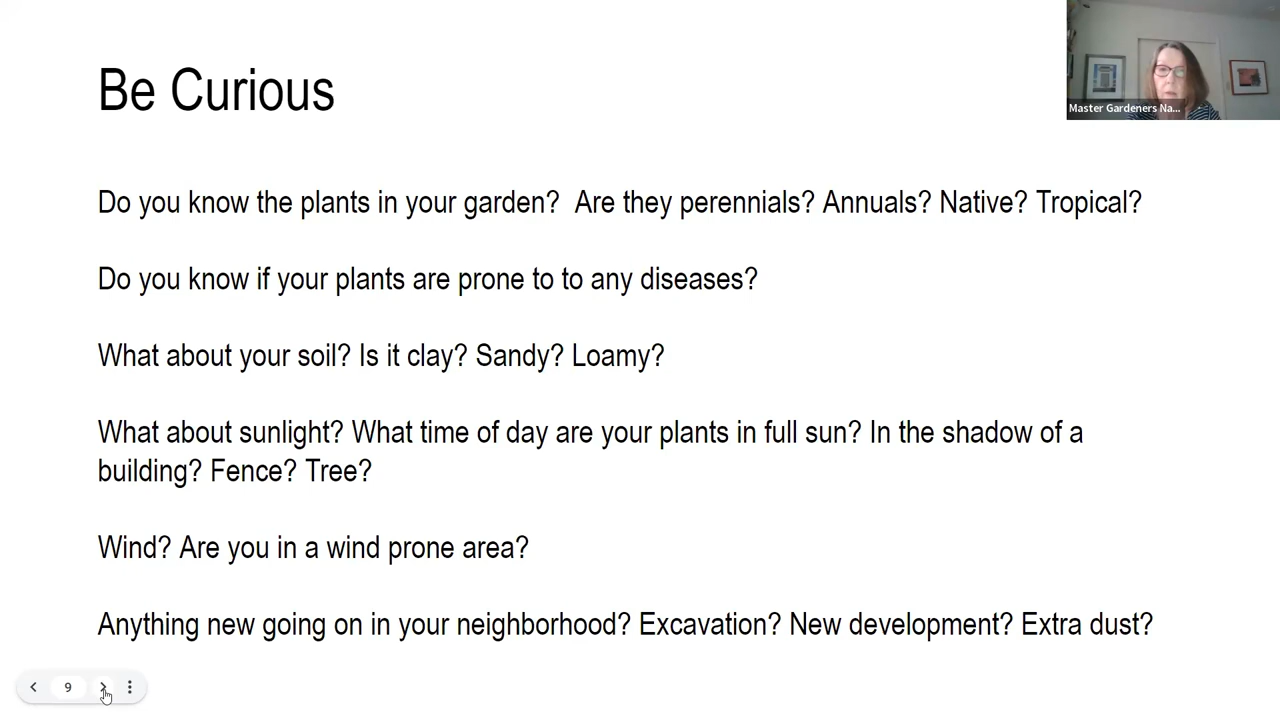 Be Curious
Master Gardeners Na...
Do you know the plants in your garden?  Are they perennials? Annuals? Native? Tropical?
Do you know if your plants are prone to to any diseases?
What about your soil? Is it clay? Sandy? Loamy?
What about sunlight? What time of day are your plants in full sun? In the shadow of a
building? Fence? Tree?
Wind? Are you in a wind prone area?
Anything new going on in your neighborhood? Excavation? New development? Extra dust?
9